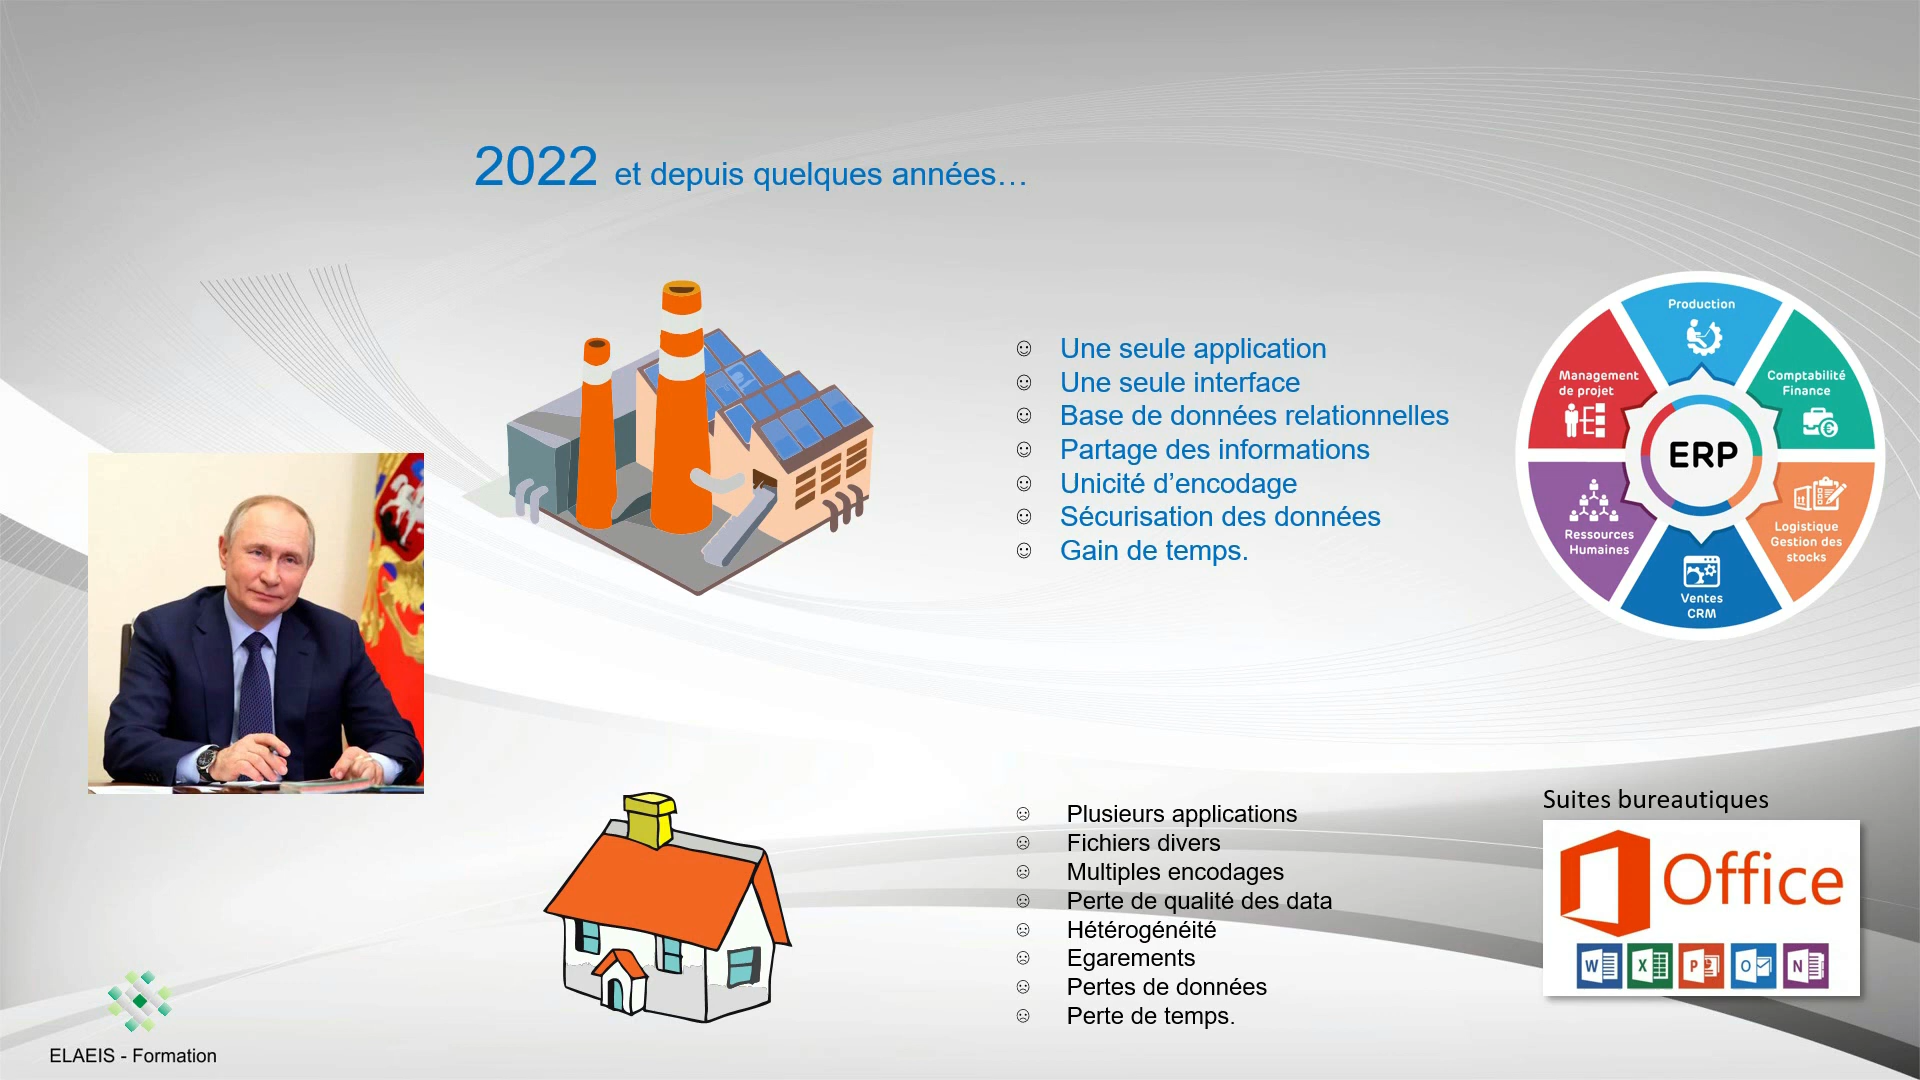 2022 et depuis quelques années…
Une seule application
Une seule interface
Base de données relationnelles
Partage des informations
Unicité d’encodage
Sécurisation des données
Gain de temps.
Production
Management
de projet
Comptabilité
Finance
ERP
Ressources
Humaines
Logistique
Gestion des
stocks
Ventes
CRM
Plusieurs applications
Fichiers divers
Multiples encodages
Perte de qualité des data
Hétérogénéité
Egarements
Pertes de données
Perte de temps.
Suites bureautiques
Office
W X P O N
ELAEIS - Formation